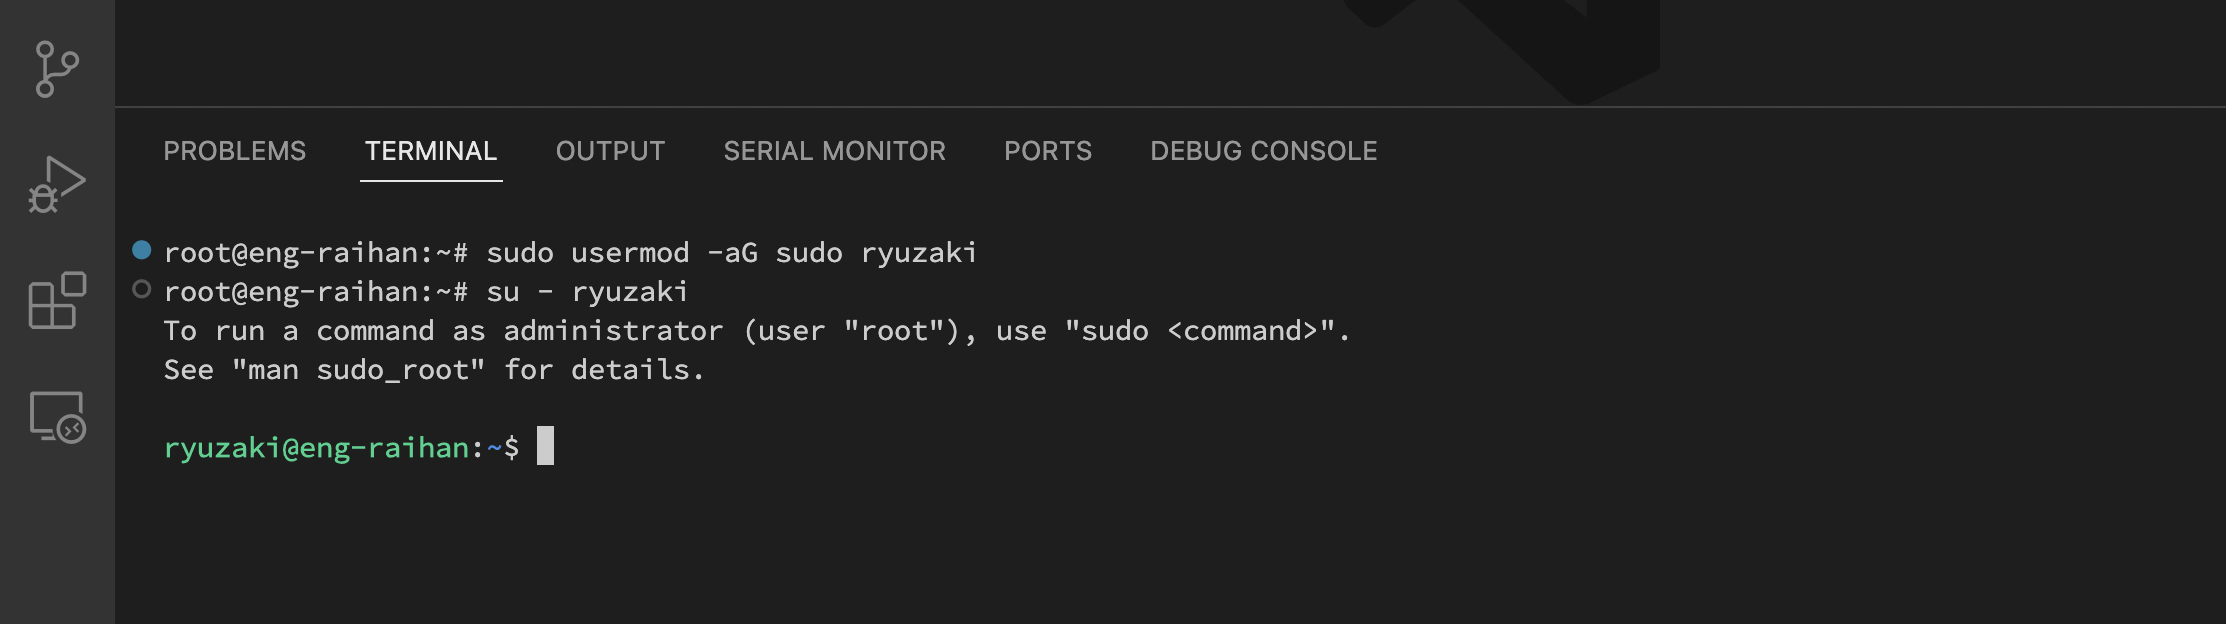 PROBLEMS TERMINAL OUTPUT SERIAL MONITOR PORTS DEBUG CONSOLE
root@eng-raihan:~# sudo usermod -aG sudo ryuzaki
root@eng-raihan:~# su - ryuzaki
To run a command as administrator (user "root"), use "sudo <command>".
See "man sudo_root" for details.
ryuzaki@eng-raihan:~$